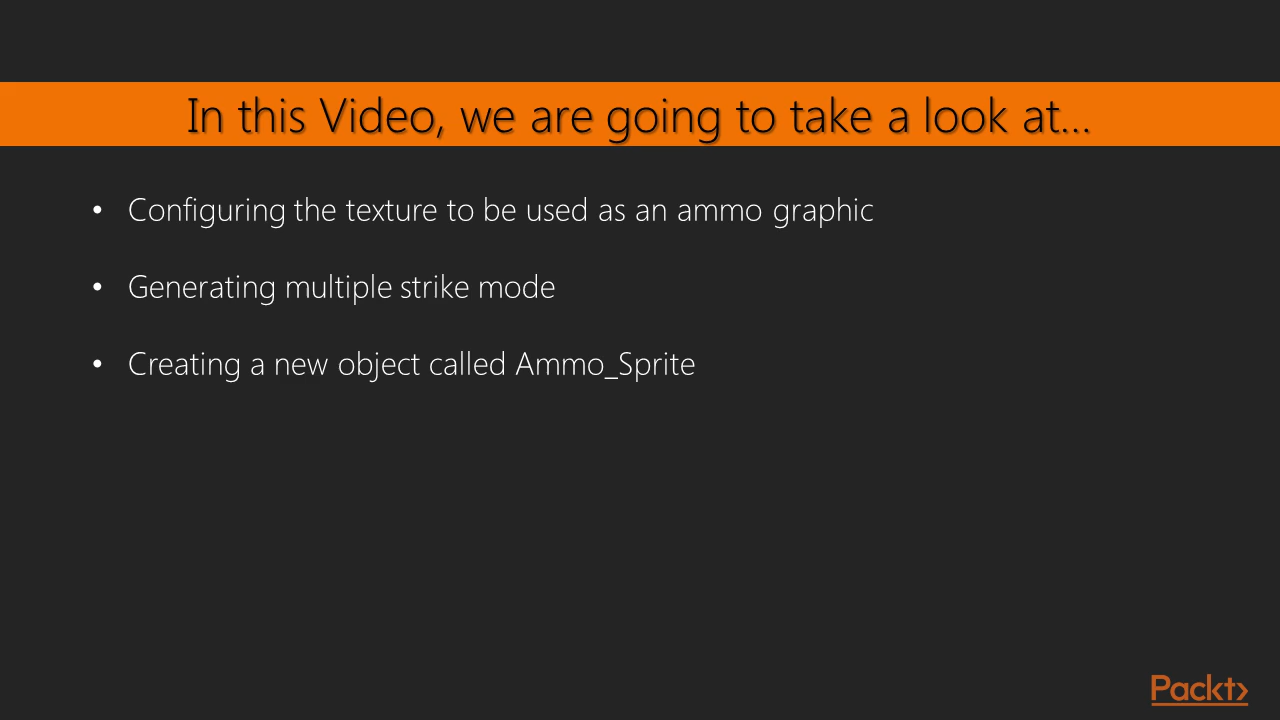 In this Video, we are going to take a look at...
• Configuring the texture to be used as an ammo graphic
• Generating multiple strike mode
• Creating a new object called Ammo_Sprite
Packt>